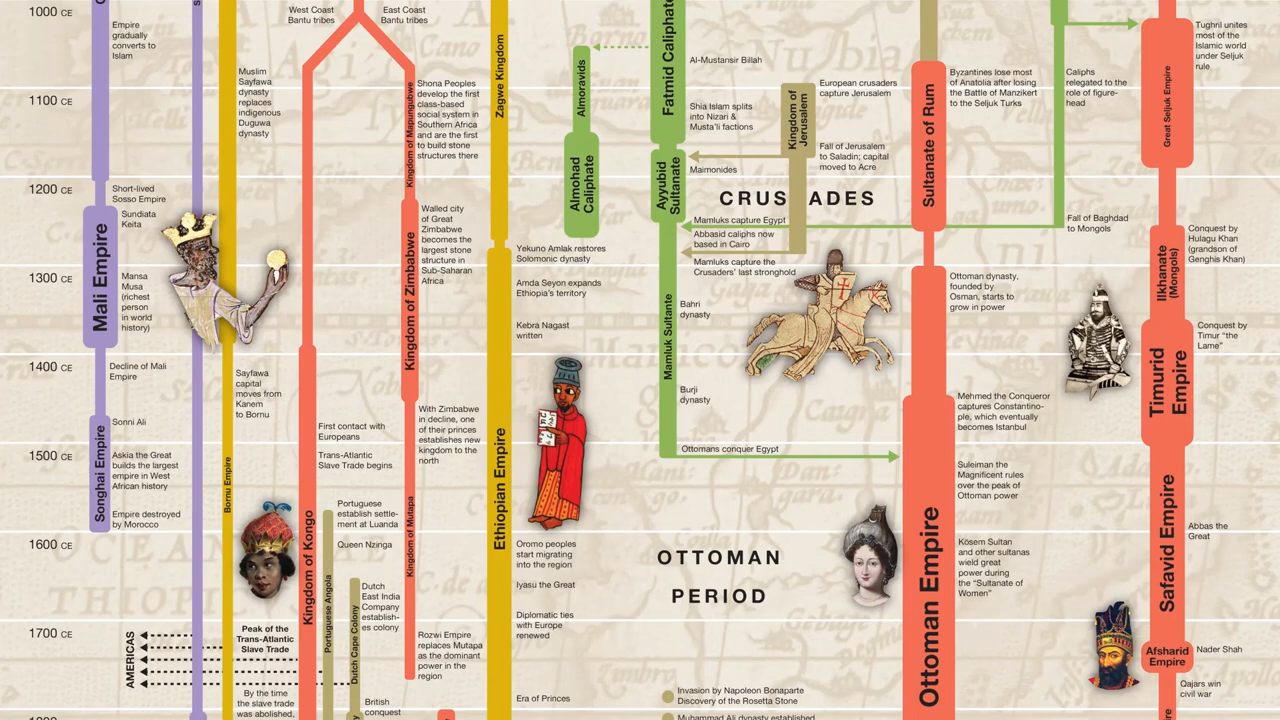 1000 CE
1100 CE
1200 CE
1300 CE
1400 CE
1500 CE
1600 CE
1700 CE
Empire
gradually
converts to
Islam
Short-lived
Sosso Empire
Sundiata
Keita
Mali Empire
Mansa
Musa
(richest
person
in world
history)
Decline of Mali
Empire
Sonni Ali
Songhai Empire
Askia the Great
builds the largest
empire in West
African history
Empire destroyed
by Morocco
AMERICAS
Muslim
Sayfawa
dynasty
replaces
indigenous
Duguwa
dynasty
Sayfawa
capital
moves from
Kanem
to Bornu
Bornu Empire
Peak of the
Trans-Atlantic
Slave Trade
By the time
the slave trade
was abolished,
West Coast
Bantu tribes
East Coast
Bantu tribes
Kingdom of Kongo
First contact with
Europeans
Trans-Atlantic
Slave Trade begins
Portuguese
establish settle-
ment at Luanda
Queen Nzinga
Portuguese Angola
Dutch
East India
Company
establish-
es colony
Dutch Cape Colony
British
conquest
Kingdom of Mapungubwe
Shona Peoples
develop the first
class-based
social system in
Southern Africa
and are the first
to build stone
structures there
Kingdom of Zimbabwe
Walled city
of Great
Zimbabwe
becomes the
largest stone
structure in
Sub-Saharan
Africa
With Zimbabwe
in decline, one
of their princes
establishes new
kingdom to the
north
Kingdom of Mutapa
Rozwi Empire
replaces Mutapa
as the dominant
power in the
region
Zagwe Kingdom
Ethiopian Empire
Yekuno Amlak restores
Solomonic dynasty
Amda Seyon expands
Ethiopia's territory
Kebra Nagast
written
Oromo peoples
start migrating
into the region
Iyasu the Great
Diplomatic ties
with Europe
renewed
Era of Princes
Almoravids
Almohad
Caliphate
Fatmid Caliphate
Al-Mustansir Billah
Shia Islam splits
into Nizari &
Musta'li factions
Ayyubid
Sultanate
Maimonides
Kingdom of
Jerusalem
European crusaders
capture Jerusalem
Fall of Jerusalem
to Saladin; capital
moved to Acre
CRUSADES
Mamluks capture Egypt
Abbasid caliphs now
based in Cairo
Mamluks capture the
Crusaders' last stronghold
Mamluk Sultante
Bahri
dynasty
Burji
dynasty
Ottomans conquer Egypt
OTTOMAN
PERIOD
Invasion by Napoleon Bonaparte
Discovery of the Rosetta Stone
Muhammad Ali dynasty established
Sultanate of Rum
Byzantines lose most
of Anatolia after losing
the Battle of Manzikert
to the Seljuk Turks
Ottoman dynasty,
founded by
Osman, starts to
grow in power
Mehmed the Conqueror
captures Constantino-
ple, which eventually
becomes Istanbul
Suleiman the
Magnificent rules
over the peak of
Ottoman power
Kösem Sultan
and other sultanas
wield great
power during
the "Sultanate of
Women"
Ottoman Empire
Caliphs
relegated to the
role of figure-
head
Fall of Baghdad
to Mongols
Tughril unites
most of the
Islamic world
under Seljuk
rule
Great Seljuk Empire
Conquest by
Hulagu Khan
(grandson of
Genghis Khan)
Ilkhanate
(Mongols)
Conquest by
Timur "the
Lame"
Timurid
Empire
Safavid Empire
Abbas the
Great
Afsharid
Empire
Nader Shah
Qajars win
civil war